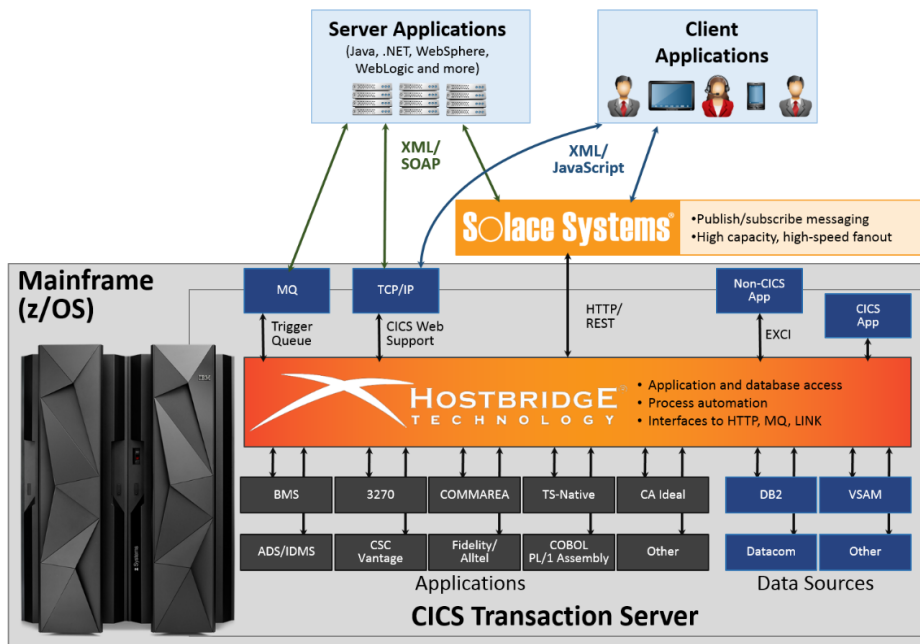 Server Applications
(Java, .NET, WebSphere,
WebLogic and more)
Client
Applications
XML/
SOAP
XML/
JavaScript
Solace Systems®
•Publish/subscribe messaging
•High capacity, high-speed fanout
Mainframe
(z/OS)
MQ
TCP/IP
Non-CICS
App
CICS
App
Trigger
Queue
CICS Web
Support
HTTP/
REST
EXCI
IBM
HOSTBRIDGE
TECHNOLOGY
• Application and database access
• Process automation
• Interfaces to HTTP, MQ, LINK
BMS
3270
COMMAREA
TS-Native
CA Ideal
DB2
VSAM
ADS/IDMS
CSC
Vantage
Fidelity/
Alltel
COBOL
PL/1 Assembly
Other
Datacom
Other
Applications
Data Sources
CICS Transaction Server